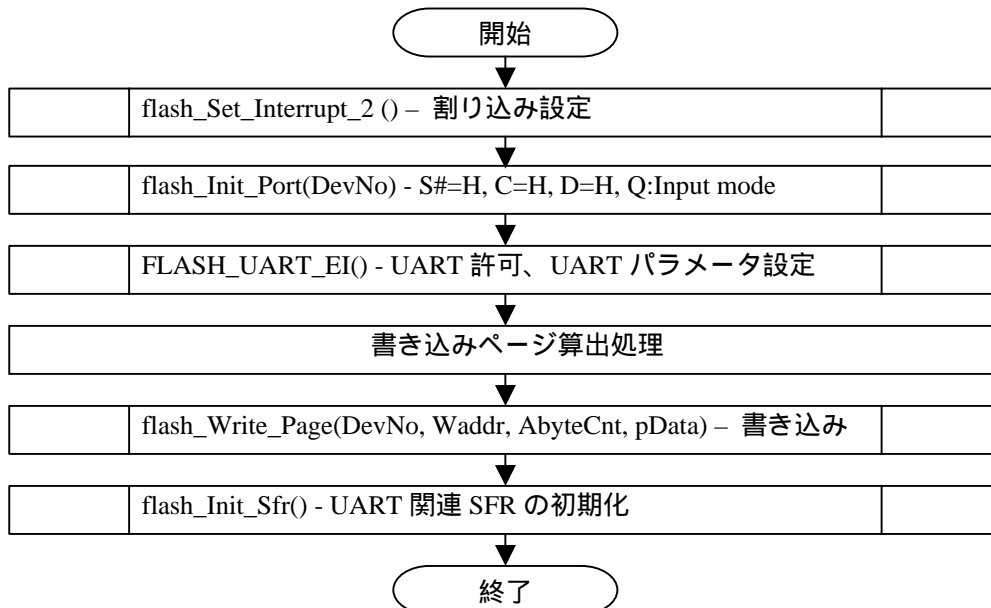 開始
flash_Set_Interrupt_2 () – 割り込み設定
flash_Init_Port(DevNo) - S#=H, C=H, D=H, Q:Input mode
FLASH_UART_EI() - UART 許可、UART パラメータ設定
書き込みページ算出処理
flash_Write_Page(DevNo, Waddr, AbyteCnt, pData) – 書き込み
flash_Init_Sfr() - UART 関連 SFR の初期化
終了